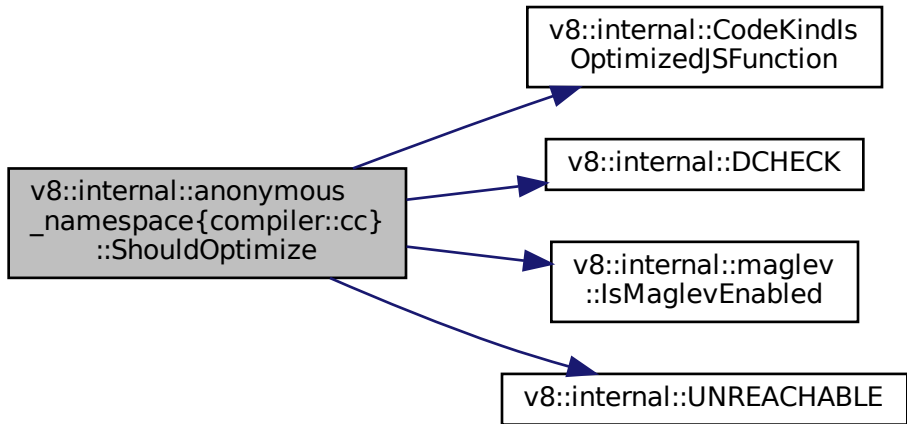 v8::internal::anonymous
_namespace{compiler::cc}
::ShouldOptimize
v8::internal::CodeKindIs
OptimizedJSFunction
v8::internal::DCHECK
v8::internal::maglev
::IsMaglevEnabled
v8::internal::UNREACHABLE